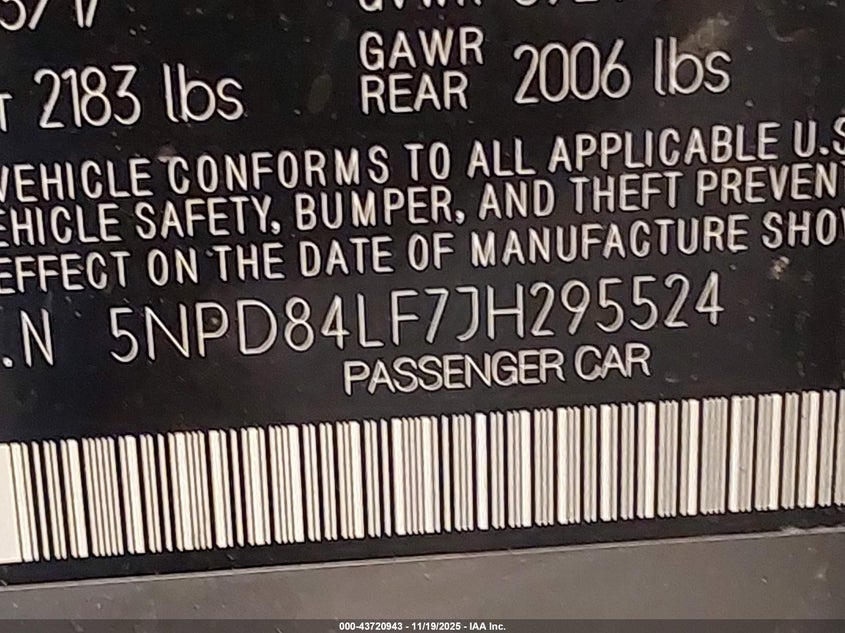 GAWR
REAR 2006 lbs
T 2183 lbs
VEHICLE CONFORMS TO ALL APPLICABLE U.S
EHICLE SAFETY, BUMPER, AND THEFT PREVEN
EFFECT ON THE DATE OF MANUFACTURE SHO
.N 5NPD84LF7JH295524
PASSENGER CAR
000-43720943 - 11/19/2025 - IAA Inc.